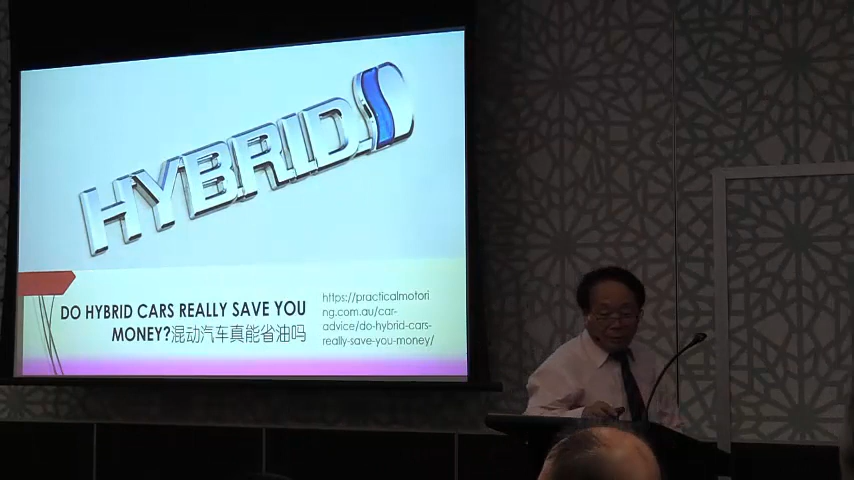 HYBRID
DO HYBRID CARS REALLY SAVE YOU
MONEY?混动汽车真能省油吗
https://practicalmotori
ng.com.au/car-
advice/do-hybrid-cars-
really-save-you-money/